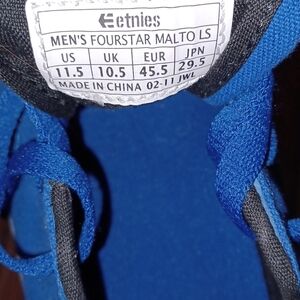 etnies
MEN'S FOURSTAR MALTO LS
US UK EUR JPN
11.5 10.5 45.5 29.5
MADE IN CHINA 02-11 JWL